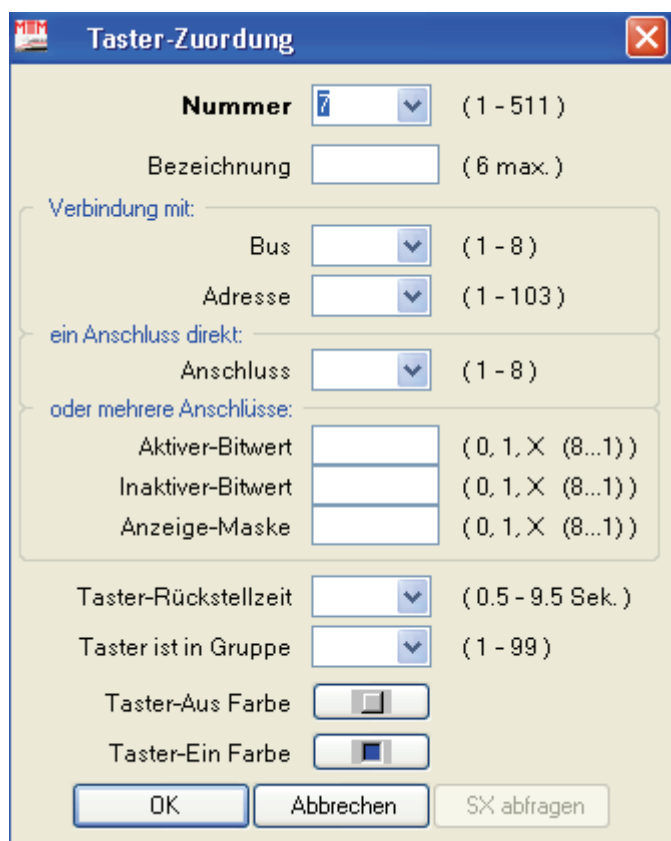 Taster-Zuordung
Nummer 7 ( 1 - 511 )
Bezeichnung ( 6 max. )
Verbindung mit:
Bus ( 1 - 8 )
Adresse ( 1 - 103 )
ein Anschluss direkt:
Anschluss ( 1 - 8 )
oder mehrere Anschlüsse:
Aktiver-Bitwert ( 0, 1, X (8...1) )
Inaktiver-Bitwert ( 0, 1, X (8...1) )
Anzeige-Maske ( 0, 1, X (8...1) )
Taster-Rückstellzeit ( 0.5 - 9.5 Sek. )
Taster ist in Gruppe ( 1 - 99 )
Taster-Aus Farbe
Taster-Ein Farbe
OK Abbrechen SX abfragen